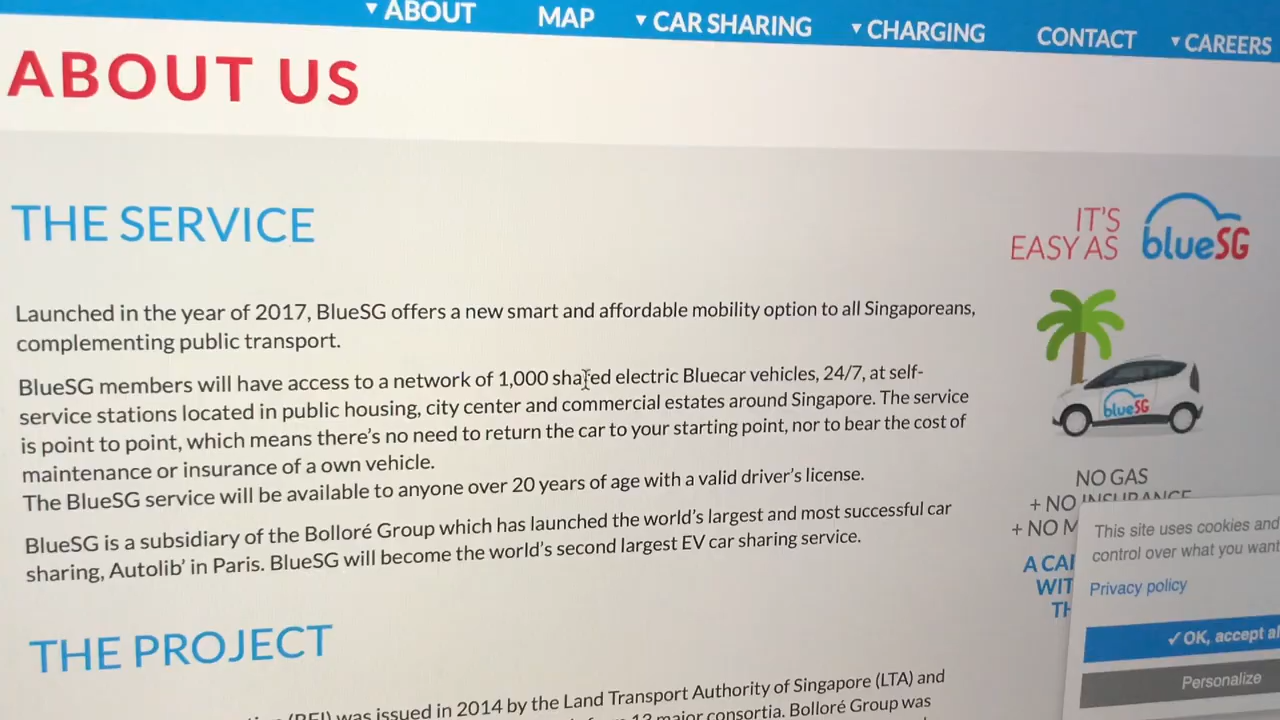 ABOUT MAP CAR SHARING CHARGING CONTACT CAREERS
ABOUT US
THE SERVICE
Launched in the year of 2017, BlueSG offers a new smart and affordable mobility option to all Singaporeans,
complementing public transport.
BlueSG members will have access to a network of 1,000 shared electric Bluecar vehicles, 24/7, at self-
service stations located in public housing, city center and commercial estates around Singapore. The service
is point to point, which means there's no need to return the car to your starting point, nor to bear the cost of
maintenance or insurance of a own vehicle.
The BlueSG service will be available to anyone over 20 years of age with a valid driver's license.
BlueSG is a subsidiary of the Bolloré Group which has launched the world's largest and most successful car
sharing, Autolib' in Paris. BlueSG will become the world's second largest EV car sharing service.
THE PROJECT
(RFI) was issued in 2014 by the Land Transport Authority of Singapore (LTA) and
major consortia. Bolloré Group was
IT'S
EASY AS
blueSG
blueSG
NO GAS
+ NO INSURANCE
+ NO
A
This site uses cookies and
control over what you want
Privacy policy
✓ OK, accept
Personalize